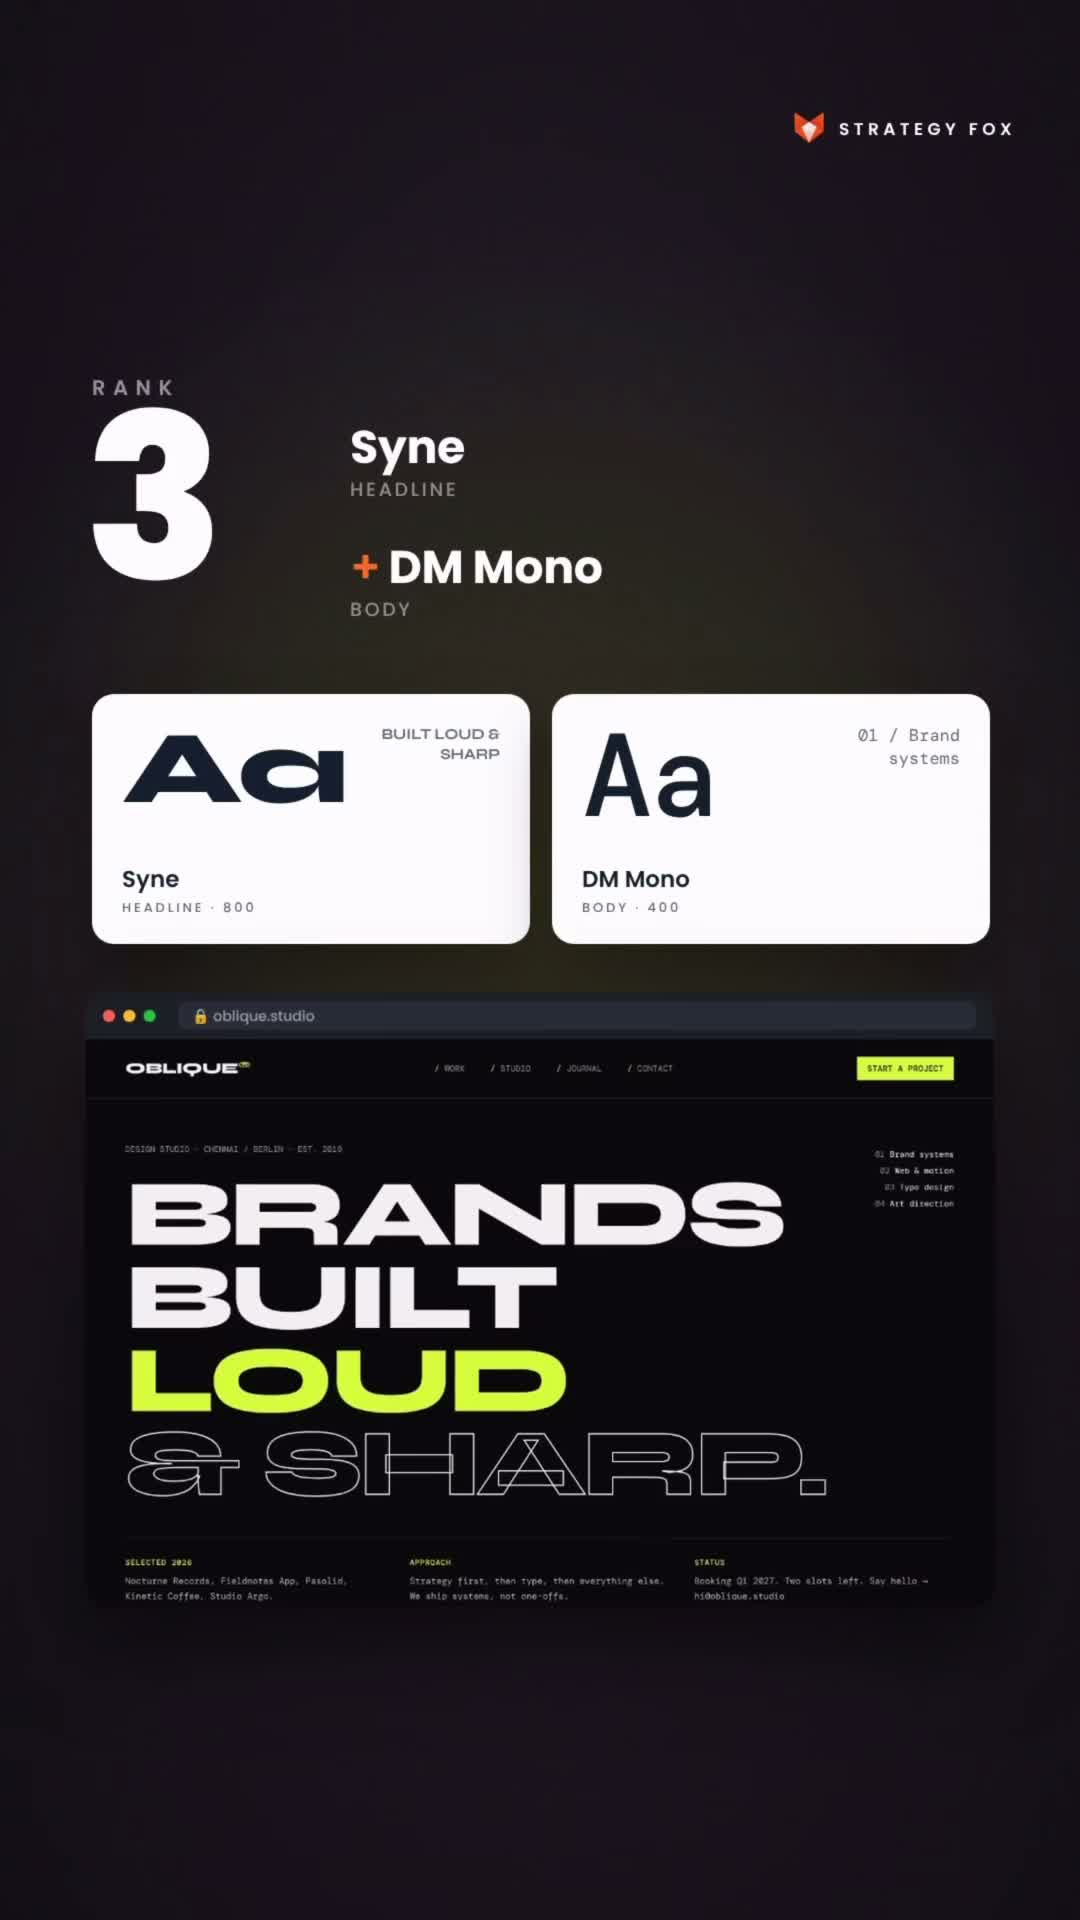 STRATEGY FOX
RANK
3
Syne
HEADLINE
+ DM Mono
BODY
Aa
BUILT LOUD &
SHARP
Syne
HEADLINE · 800
Aa
01 / Brand
systems
DM Mono
BODY · 400
oblique.studio
OBLIQUE
/ WORK / STUDIO / JOURNAL / CONTACT
START A PROJECT
DESIGN STUDIO — CHENNAI / BERLIN — EST. 2019
01 Brand systems
02 Web & motion
03 Type design
04 Art direction
BRANDS
BUILT
LOUD
& SHARP.
SELECTED 2026
Nocturne Records, Fieldnotes App, Pasolid,
Kinetic Coffee, Studio Argo.
APPROACH
Strategy first, then type, then everything else.
We ship systems, not one-offs.
STATUS
Booking Q1 2027. Two slots left. Say hello →
hi@oblique.studio